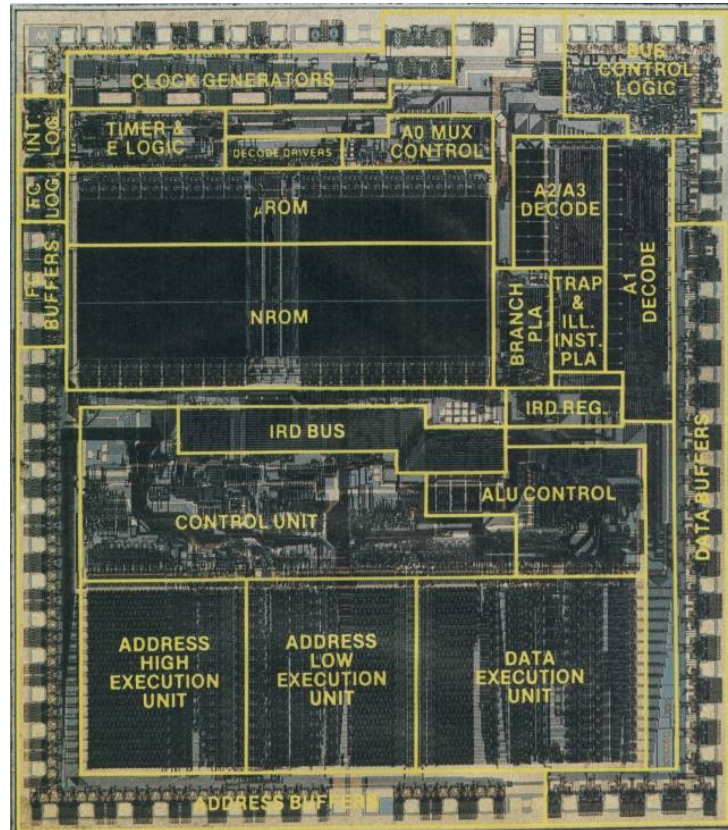 CLOCK GENERATORS
BUS
CONTROL
LOGIC
INT.
LOG.
TIMER &
E LOGIC
DECODE DRIVERS
A0 MUX
CONTROL
FC
LOG.
µROM
A2/A3
DECODE
A1
DECODE
FC
BUFFERS
NROM
BRANCH
PLA
TRAP
&
ILL.
INST.
PLA
IRD REG.
IRD BUS
DATA BUFFERS
CONTROL UNIT
ALU CONTROL
ADDRESS
HIGH
EXECUTION
UNIT
ADDRESS
LOW
EXECUTION
UNIT
DATA
EXECUTION
UNIT
ADDRESS BUFFERS